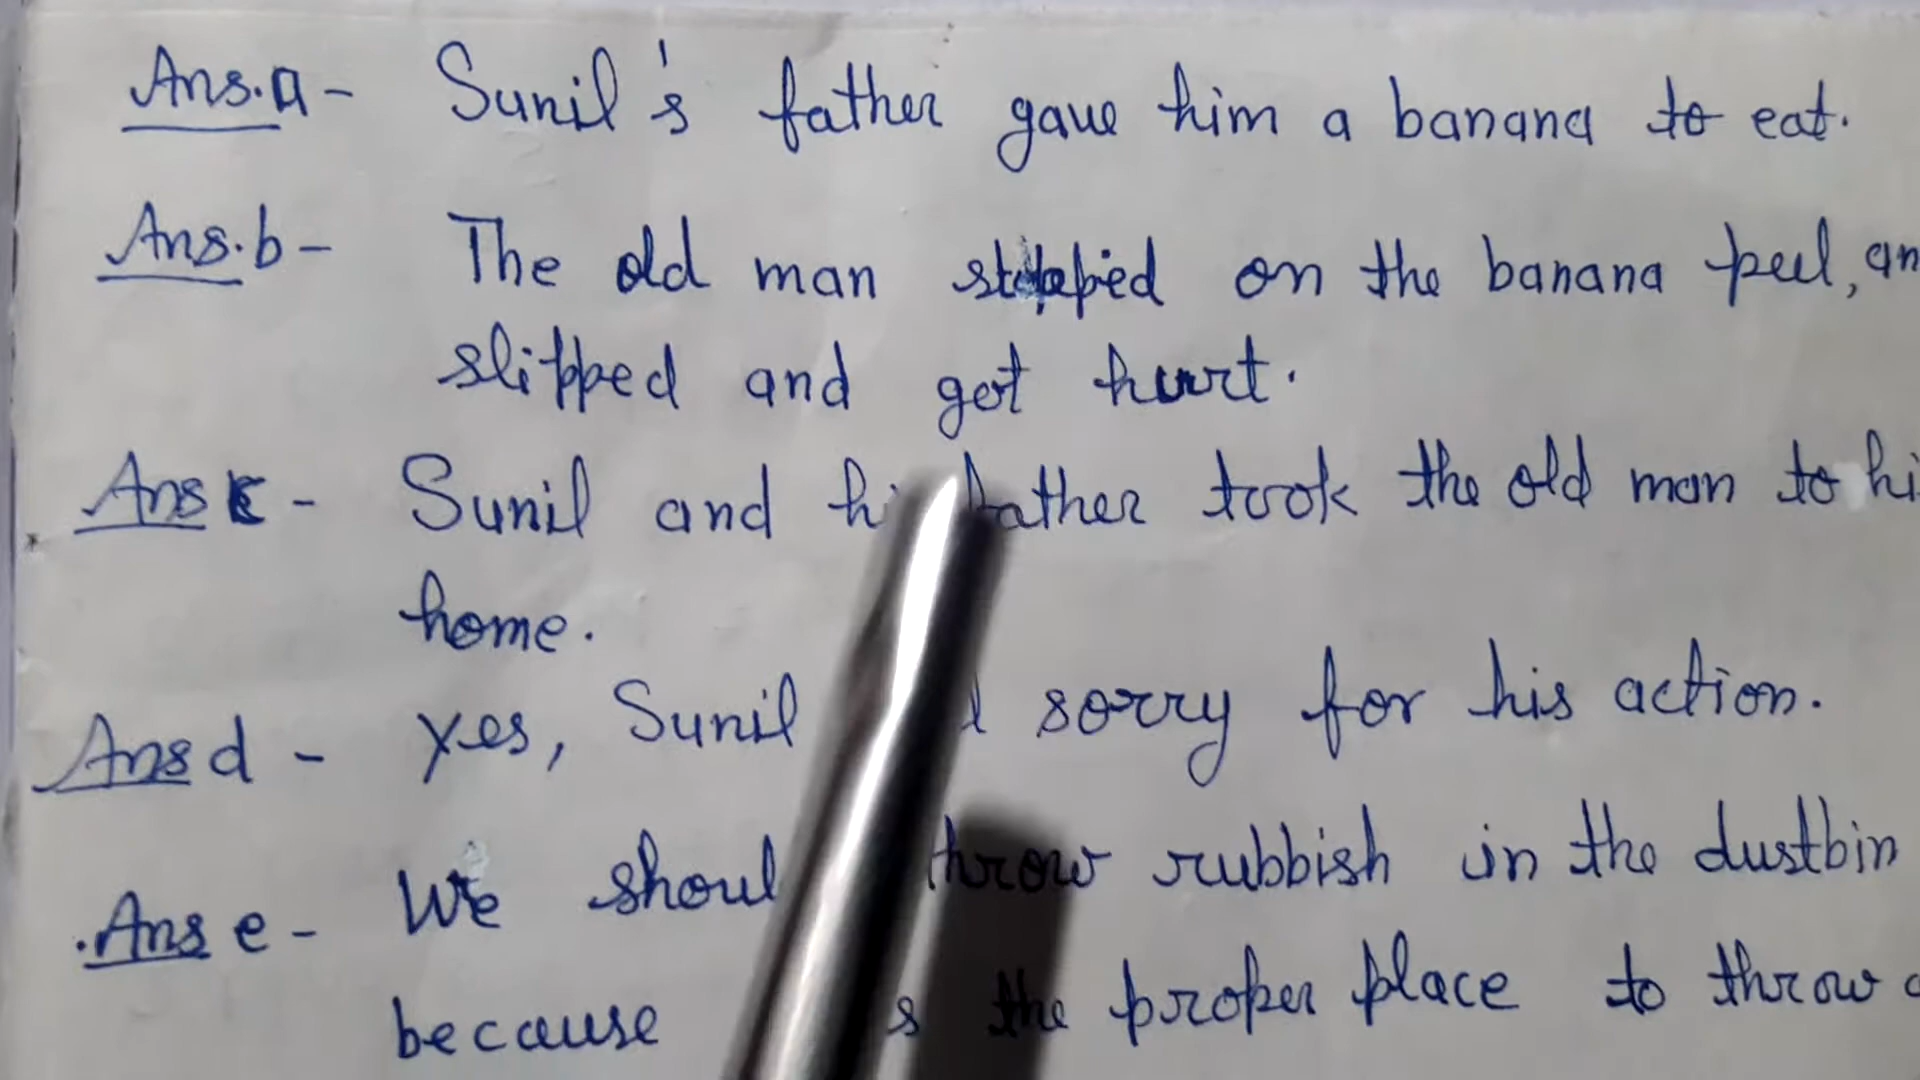 Ans.a - Sunil's father gave him a banana to eat.
Ans.b - The old man on the banana peel, an
slipped and got hurt.
Ans c - Sunil and father took the old man to hi
home.
Ans d - Yes, Sunil sorry for his action.
Ans e - We shoul throw rubbish in the dustbin
because s the proper place to throw